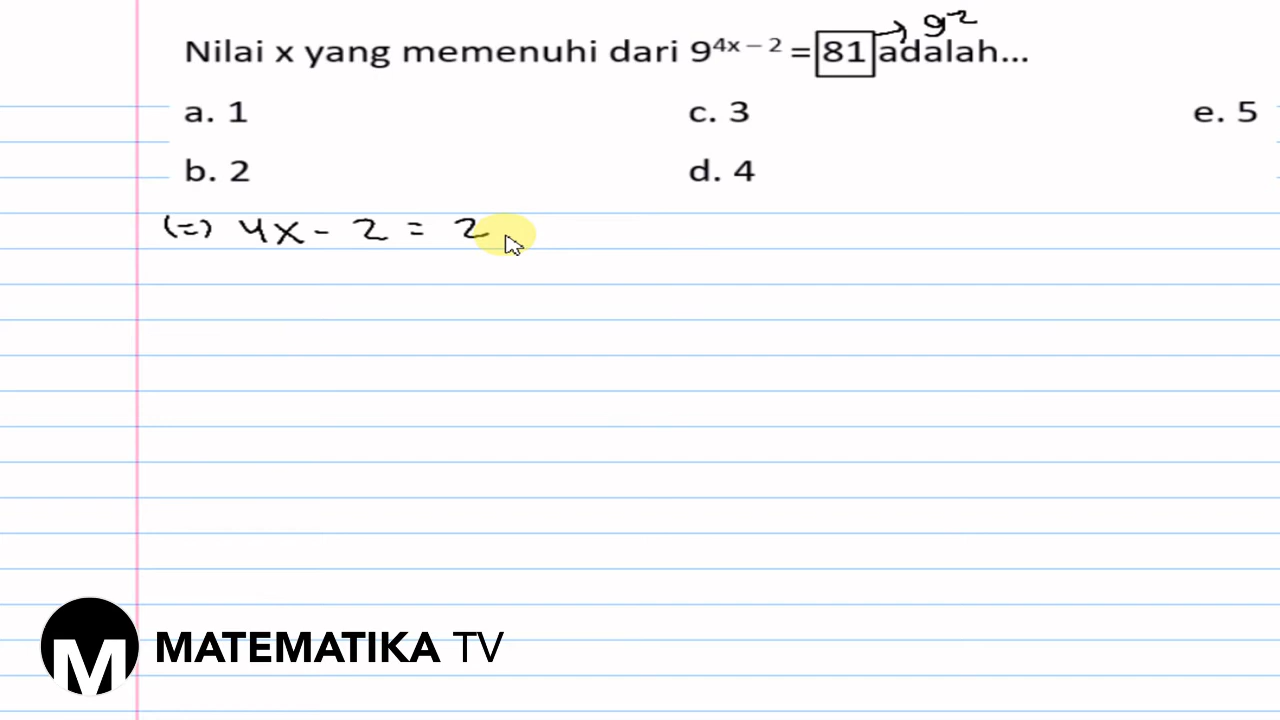 9²
Nilai x yang memenuhi dari 9⁴ˣ⁻² = 81 adalah...
a. 1 c. 3 e. 5
b. 2 d. 4
(=) 4x - 2 = 2
M MATEMATIKA TV